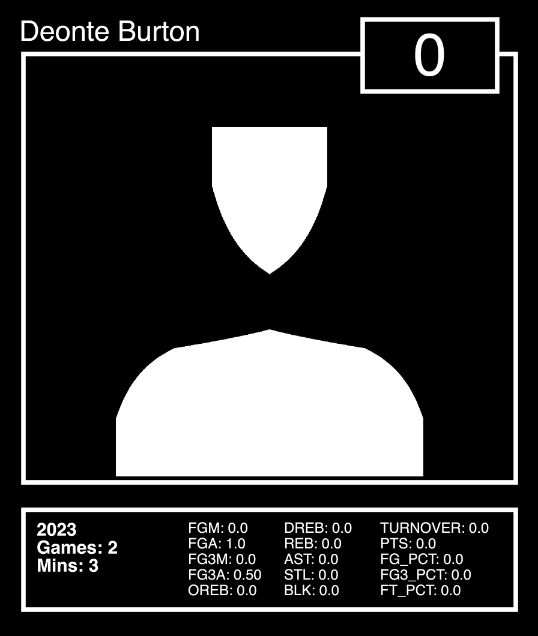 Deonte Burton
0
2023
Games: 2
Mins: 3
FGM: 0.0
FGA: 1.0
FG3M: 0.0
FG3A: 0.50
OREB: 0.0
DREB: 0.0
REB: 0.0
AST: 0.0
STL: 0.0
BLK: 0.0
TURNOVER: 0.0
PTS: 0.0
FG_PCT: 0.0
FG3_PCT: 0.0
FT_PCT: 0.0